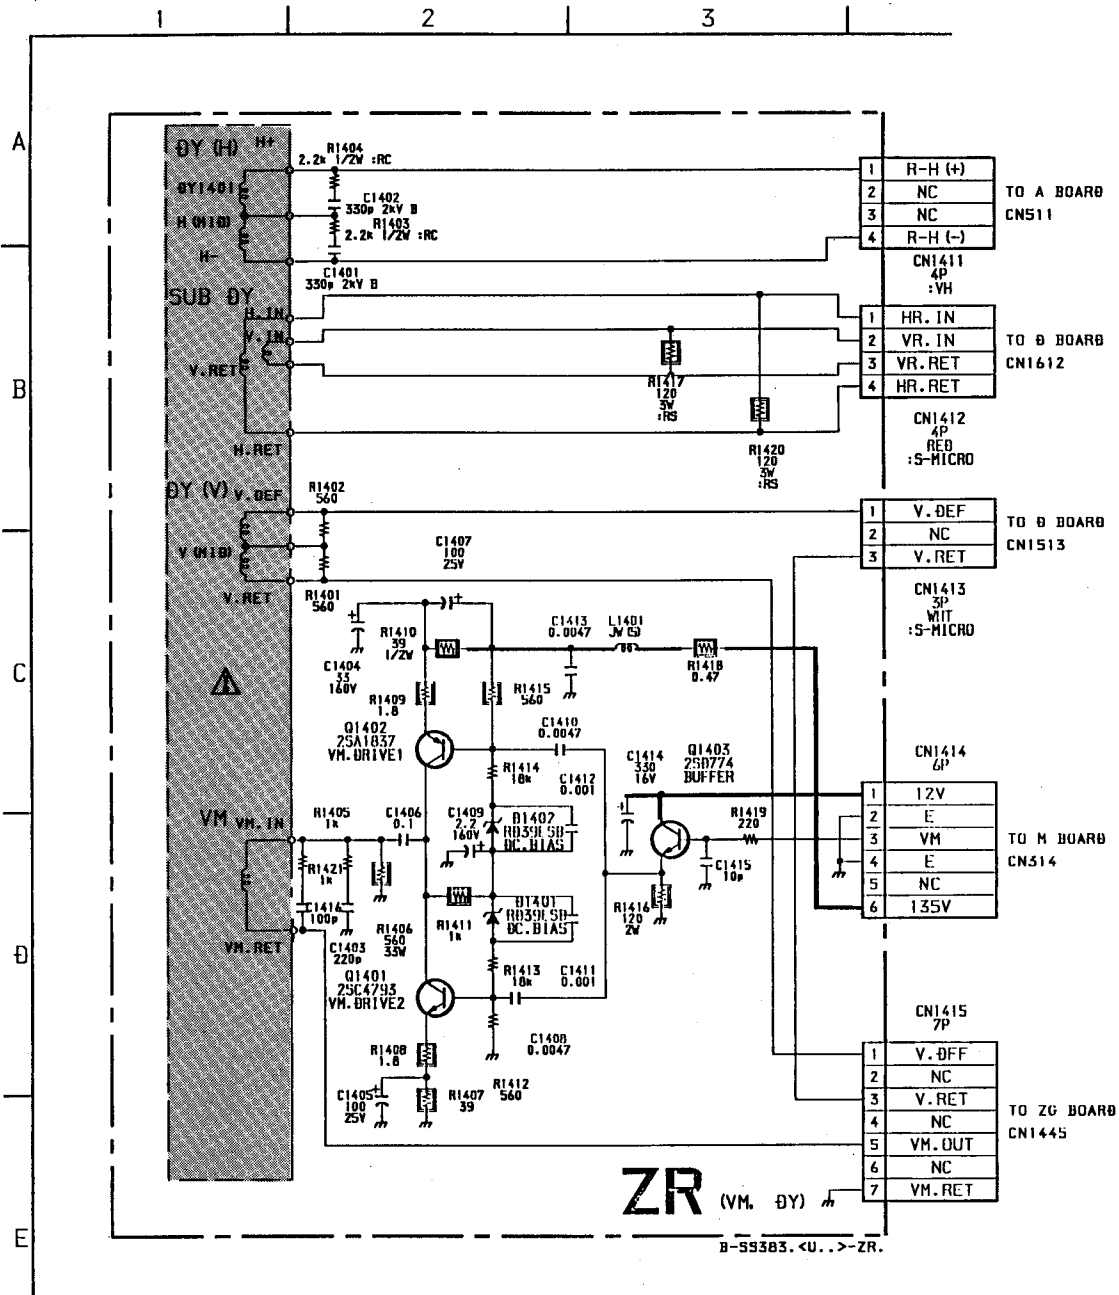 1 2 3
A
B
C
D
E
DY (H) H+
DY1401
H (MID)
H-
R1404
2.2k 1/2W :RC
C1402
330p 2kV B
R1403
2.2k 1/2W :RC
C1401
330p 2kV B
1 R-H (+)
2 NC
3 NC
4 R-H (-)
TO A BOARD
CN511
CN1411
4P
:VH
SUB DY
H.IN
V.IN
V.RET
H.RET
R1417
120
3W
:RS
R1420
120
3W
:RS
1 HR.IN
2 VR.IN
3 VR.RET
4 HR.RET
TO D BOARD
CN1612
CN1412
4P
RED
:S-MICRO
DY (V) V.DEF
V (MID)
V.RET
R1402
560
R1401
560
1 V.DEF
2 NC
3 V.RET
TO D BOARD
CN1513
CN1413
3P
WHT
:S-MICRO
C1407
100
25V
R1410
39
1/2W
C1404
33
160V
R1409
1.8
R1415
560
C1413
0.0047
L1401
JW (5)
R1418
0.47
Q1402
2SA1837
VM.DRIVE1
C1410
0.0047
R1414
18k
C1412
0.001
C1414
330
16V
Q1403
2SD774
BUFFER
CN1414
6P
1 12V
2 E
3 VM
4 E
5 NC
6 135V
TO M BOARD
CN314
VM VM.IN
VM.RET
R1405
1k
C1406
0.1
C1409
2.2
160V
D1402
RD39ESB
DC.BIAS
R1419
220
C1415
10p
R1421
1k
C1416
100p
C1403
220p
R1406
560
33W
R1411
1k
D1401
RD39ESB
DC.BIAS
R1416
120
2W
Q1401
2SC4793
VM.DRIVE2
R1413
18k
C1411
0.001
C1408
0.0047
R1408
1.8
C1405
100
25V
R1407
39
R1412
560
CN1415
7P
1 V.DFF
2 NC
3 V.RET
4 NC
5 VM.OUT
6 NC
7 VM.RET
TO ZG BOARD
CN1445
ZR (VM. DY)
B-SS383.<U..>-ZR.